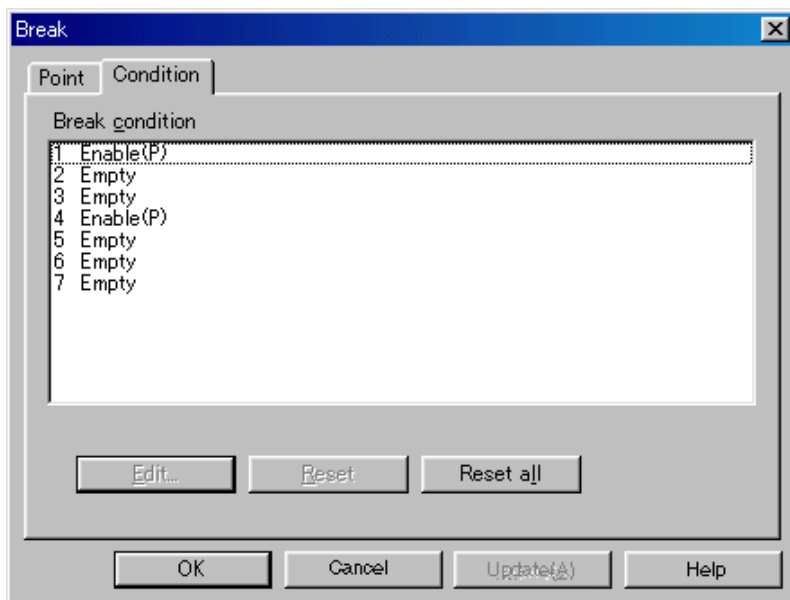 Break
Point Condition
Break condition
1 Enable(P)
2 Empty
3 Empty
4 Enable(P)
5 Empty
6 Empty
7 Empty
Edit... Reset Reset all
OK Cancel Update(A) Help